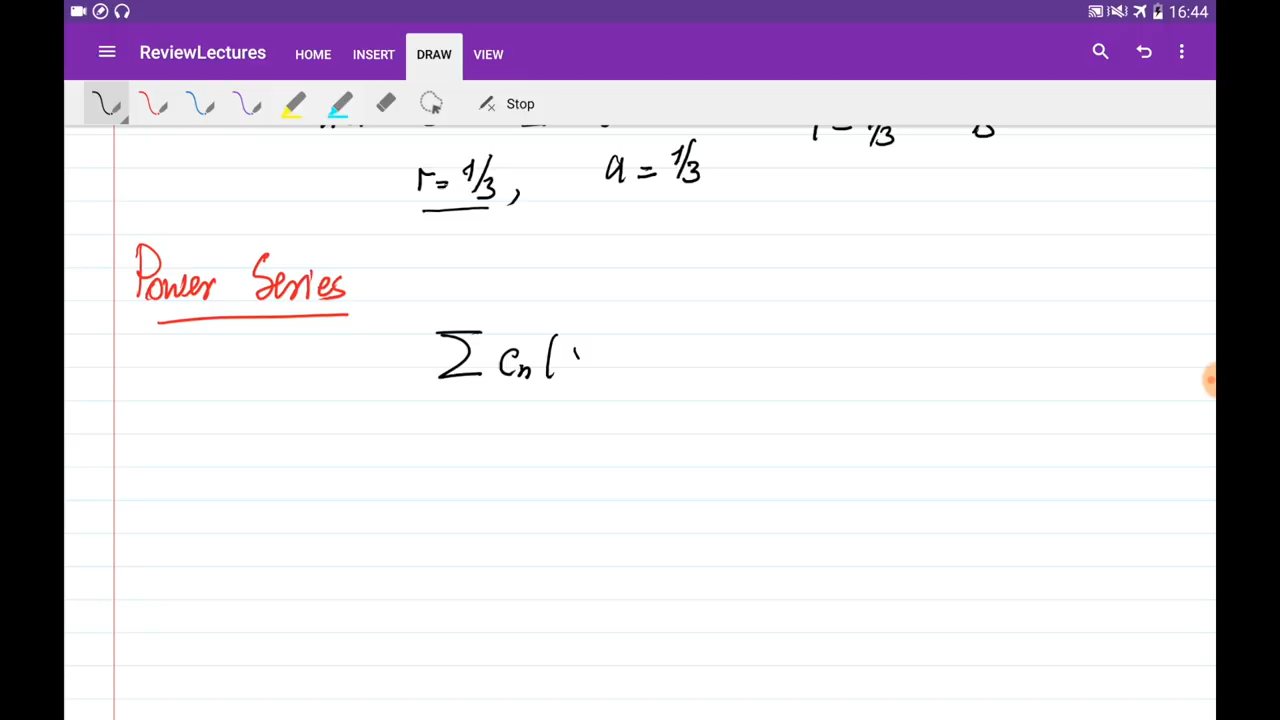 16:44
ReviewLectures HOME INSERT DRAW VIEW
Stop
r = 1/3, a = 1/3
Power Series
∑ cₙ (